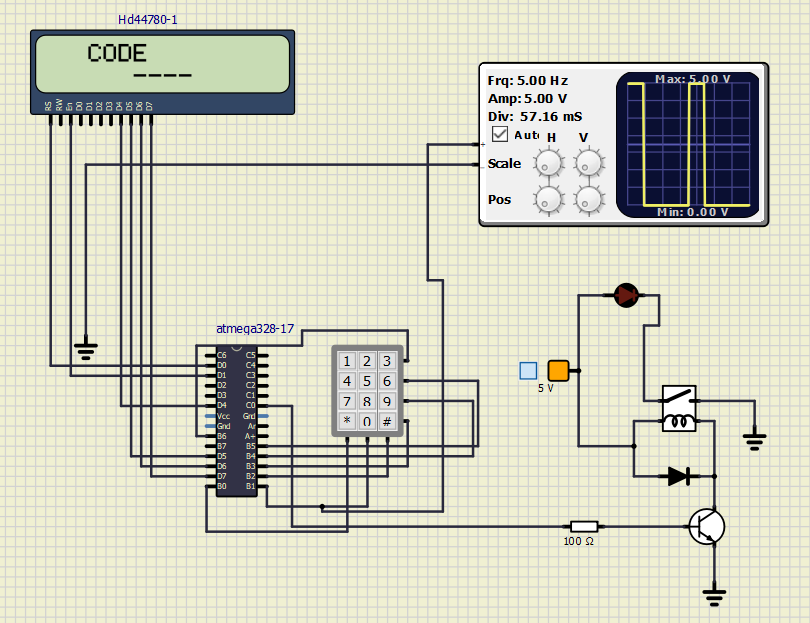 Hd44780-1
CODE
____
RS RW En D0 D1 D2 D3 D4 D5 D6 D7
Frq: 5.00 Hz
Amp: 5.00 V
Div: 57.16 mS
Auto H V
Scale
Pos
+
-
Max: 5.00 V
Min: 0.00 V
atmega328-17
C6 C5
D0 C4
D1 C3
D2 C2
D3 C1
D4 C0
Vcc Gnd
Gnd Ar
B6 A+
B7 B5
D5 B4
D6 B3
D7 B2
B0 B1
1 2 3
4 5 6
7 8 9
* 0 #
5 V
100 Ω